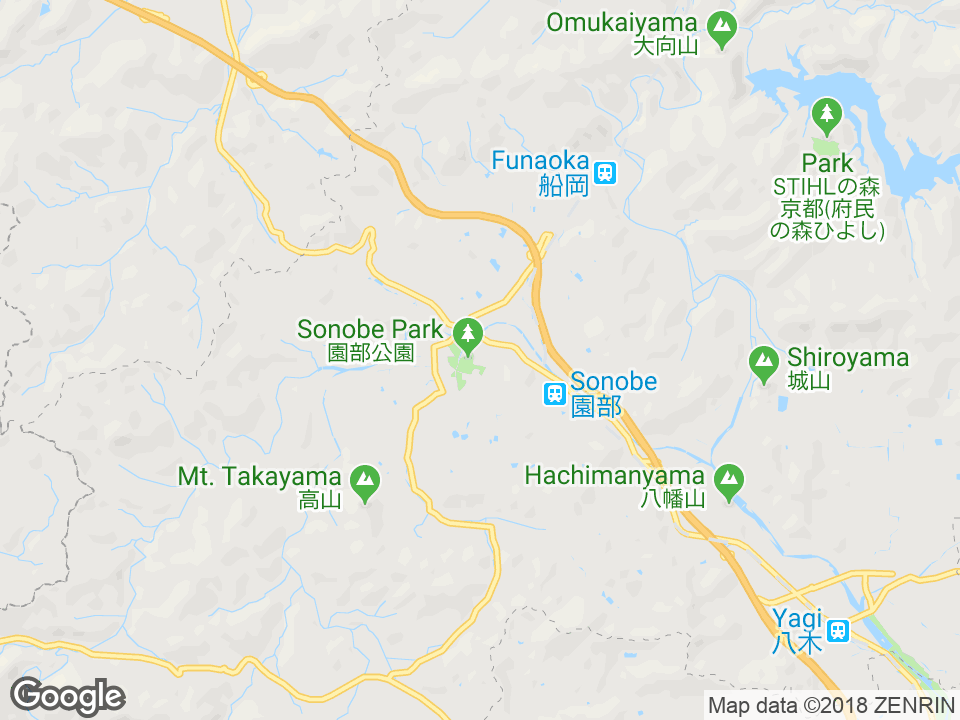 Omukaiyama
大向山
Funaoka
船岡
Park
STIHLの森
京都(府民
の森ひよし)
Sonobe Park
園部公園
Shiroyama
城山
Sonobe
園部
Mt. Takayama
高山
Hachimanyama
八幡山
Yagi
八木
Google
Map data ©2018 ZENRIN